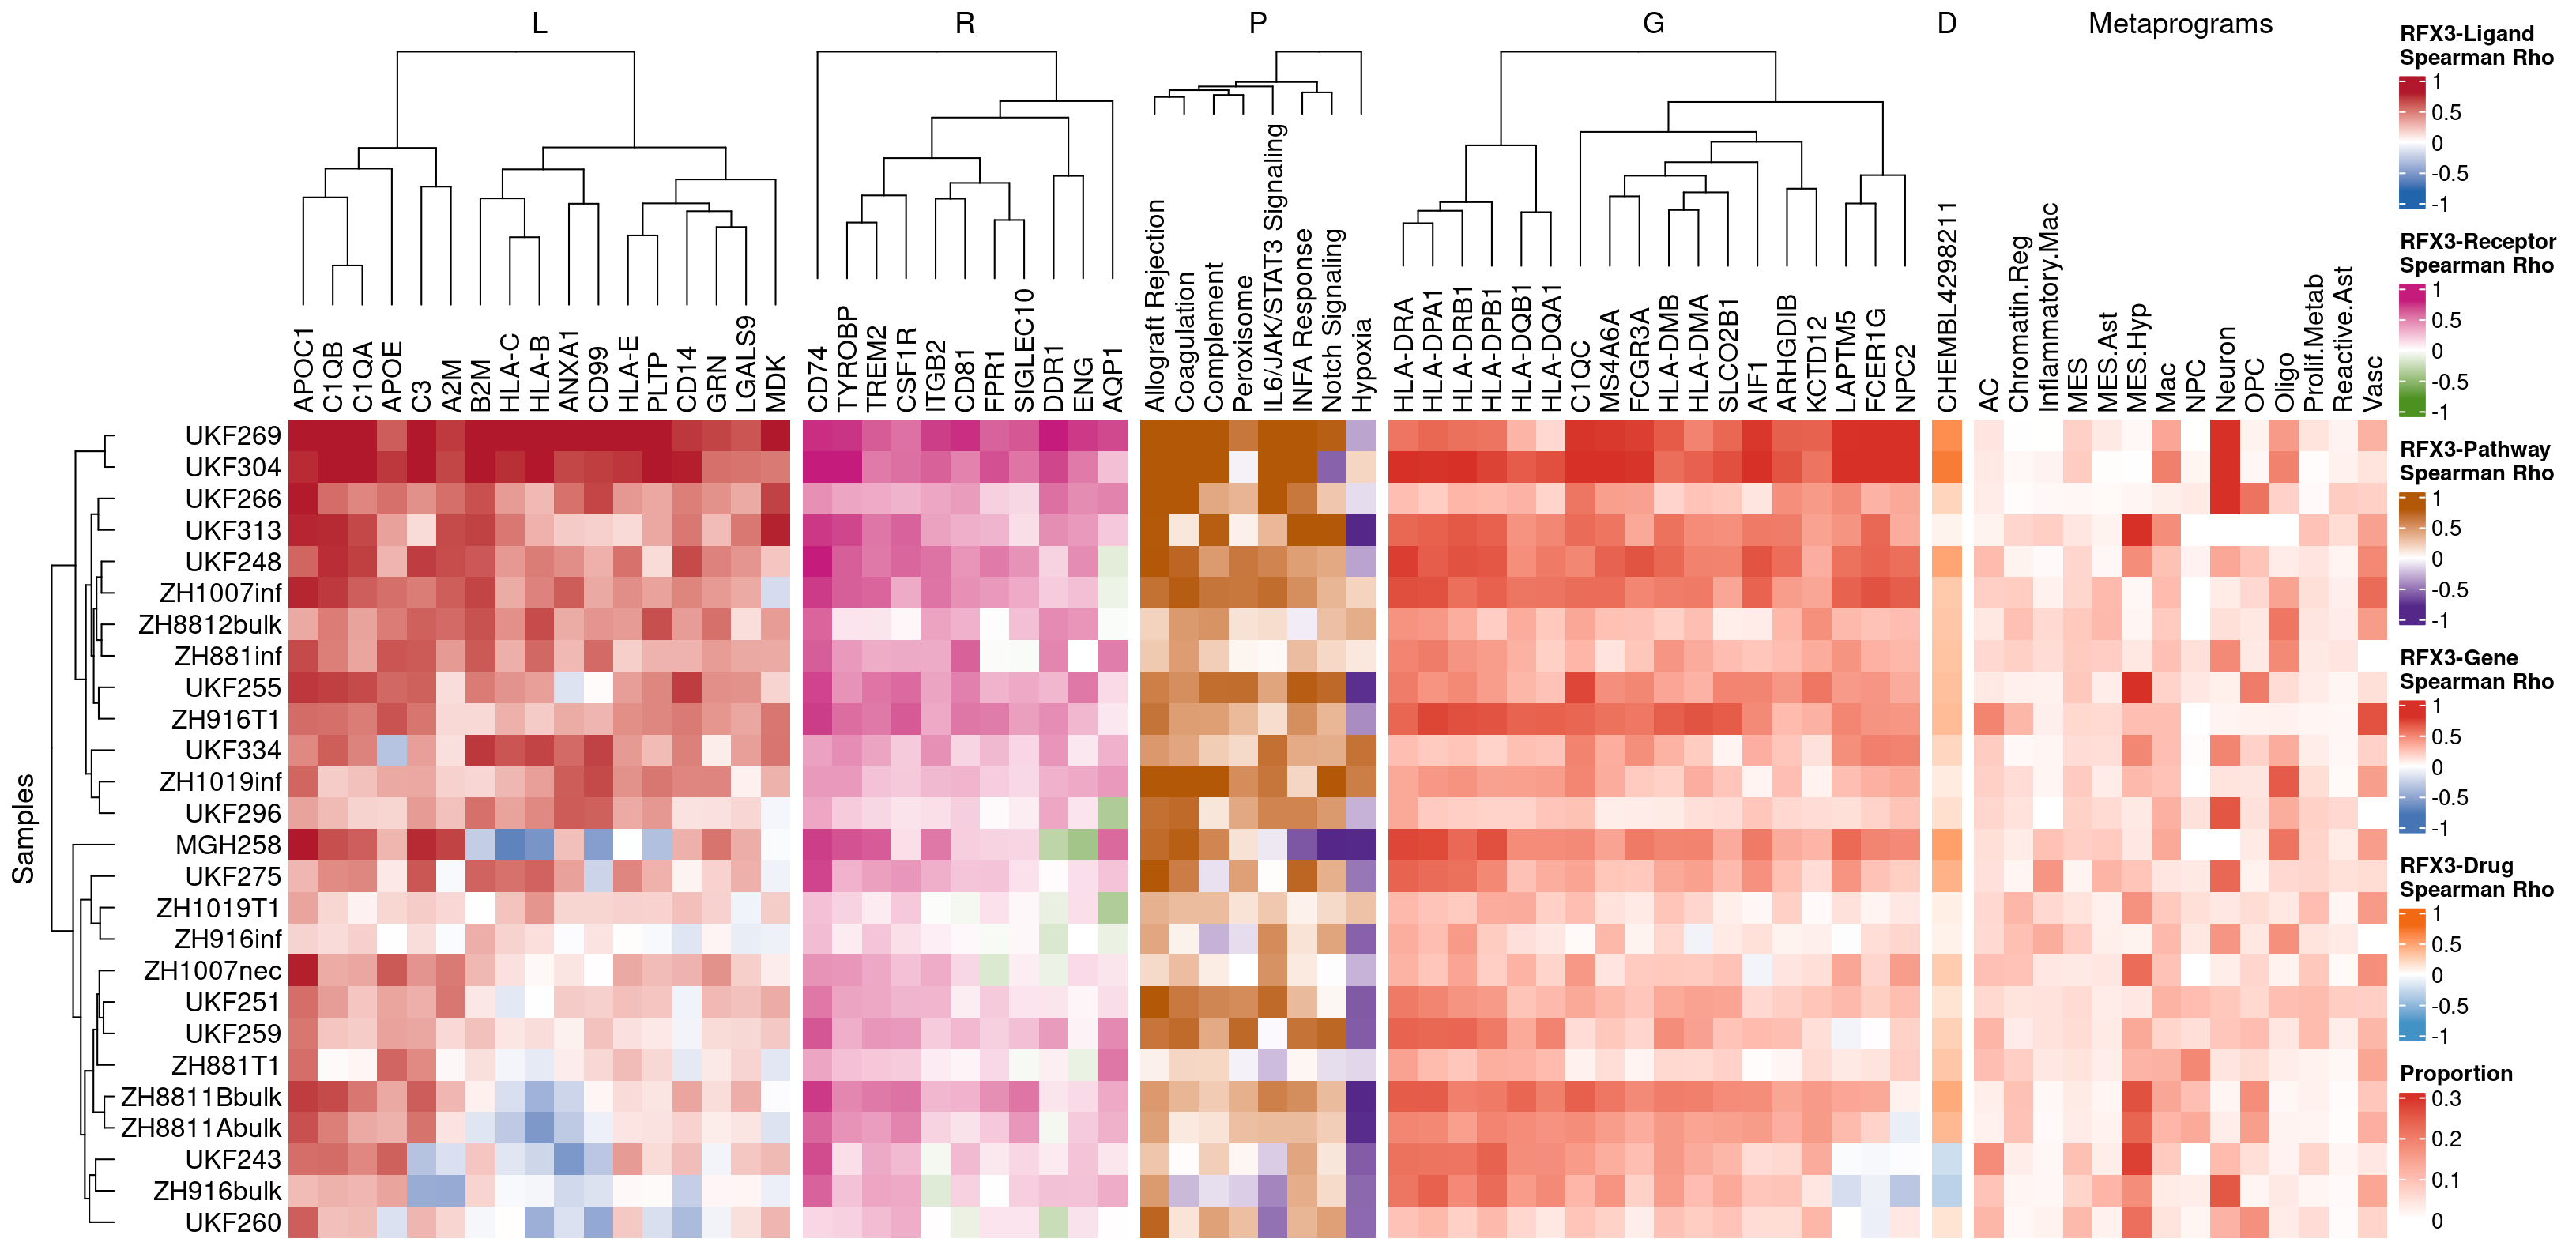 L
R
P
G
D
Metaprograms
APOC1
C1QB
C1QA
APOE
C3
A2M
B2M
HLA-C
HLA-B
ANXA1
CD99
HLA-E
PLTP
CD14
GRN
LGALS9
MDK
CD74
TYROBP
TREM2
CSF1R
ITGB2
CD81
FPR1
SIGLEC10
DDR1
ENG
AQP1
Allograft Rejection
Coagulation
Complement
Peroxisome
IL6/JAK/STAT3 Signaling
INFA Response
Notch Signaling
Hypoxia
HLA-DRA
HLA-DPA1
HLA-DRB1
HLA-DPB1
HLA-DQB1
HLA-DQA1
C1QC
MS4A6A
FCGR3A
HLA-DMB
HLA-DMA
SLCO2B1
AIF1
ARHGDIB
KCTD12
LAPTM5
FCER1G
NPC2
CHEMBL4298211
AC
Chromatin.Reg
Inflammatory.Mac
MES
MES.Ast
MES.Hyp
Mac
NPC
Neuron
OPC
Oligo
Prolif.Metab
Reactive.Ast
Vasc
Samples
UKF269
UKF304
UKF266
UKF313
UKF248
ZH1007inf
ZH8812bulk
ZH881inf
UKF255
ZH916T1
UKF334
ZH1019inf
UKF296
MGH258
UKF275
ZH1019T1
ZH916inf
ZH1007nec
UKF251
UKF259
ZH881T1
ZH8811Bbulk
ZH8811Abulk
UKF243
ZH916bulk
UKF260
RFX3-Ligand
Spearman Rho
1
0.5
0
-0.5
-1
RFX3-Receptor
Spearman Rho
1
0.5
0
-0.5
-1
RFX3-Pathway
Spearman Rho
1
0.5
0
-0.5
-1
RFX3-Gene
Spearman Rho
1
0.5
0
-0.5
-1
RFX3-Drug
Spearman Rho
1
0.5
0
-0.5
-1
Proportion
0.3
0.2
0.1
0